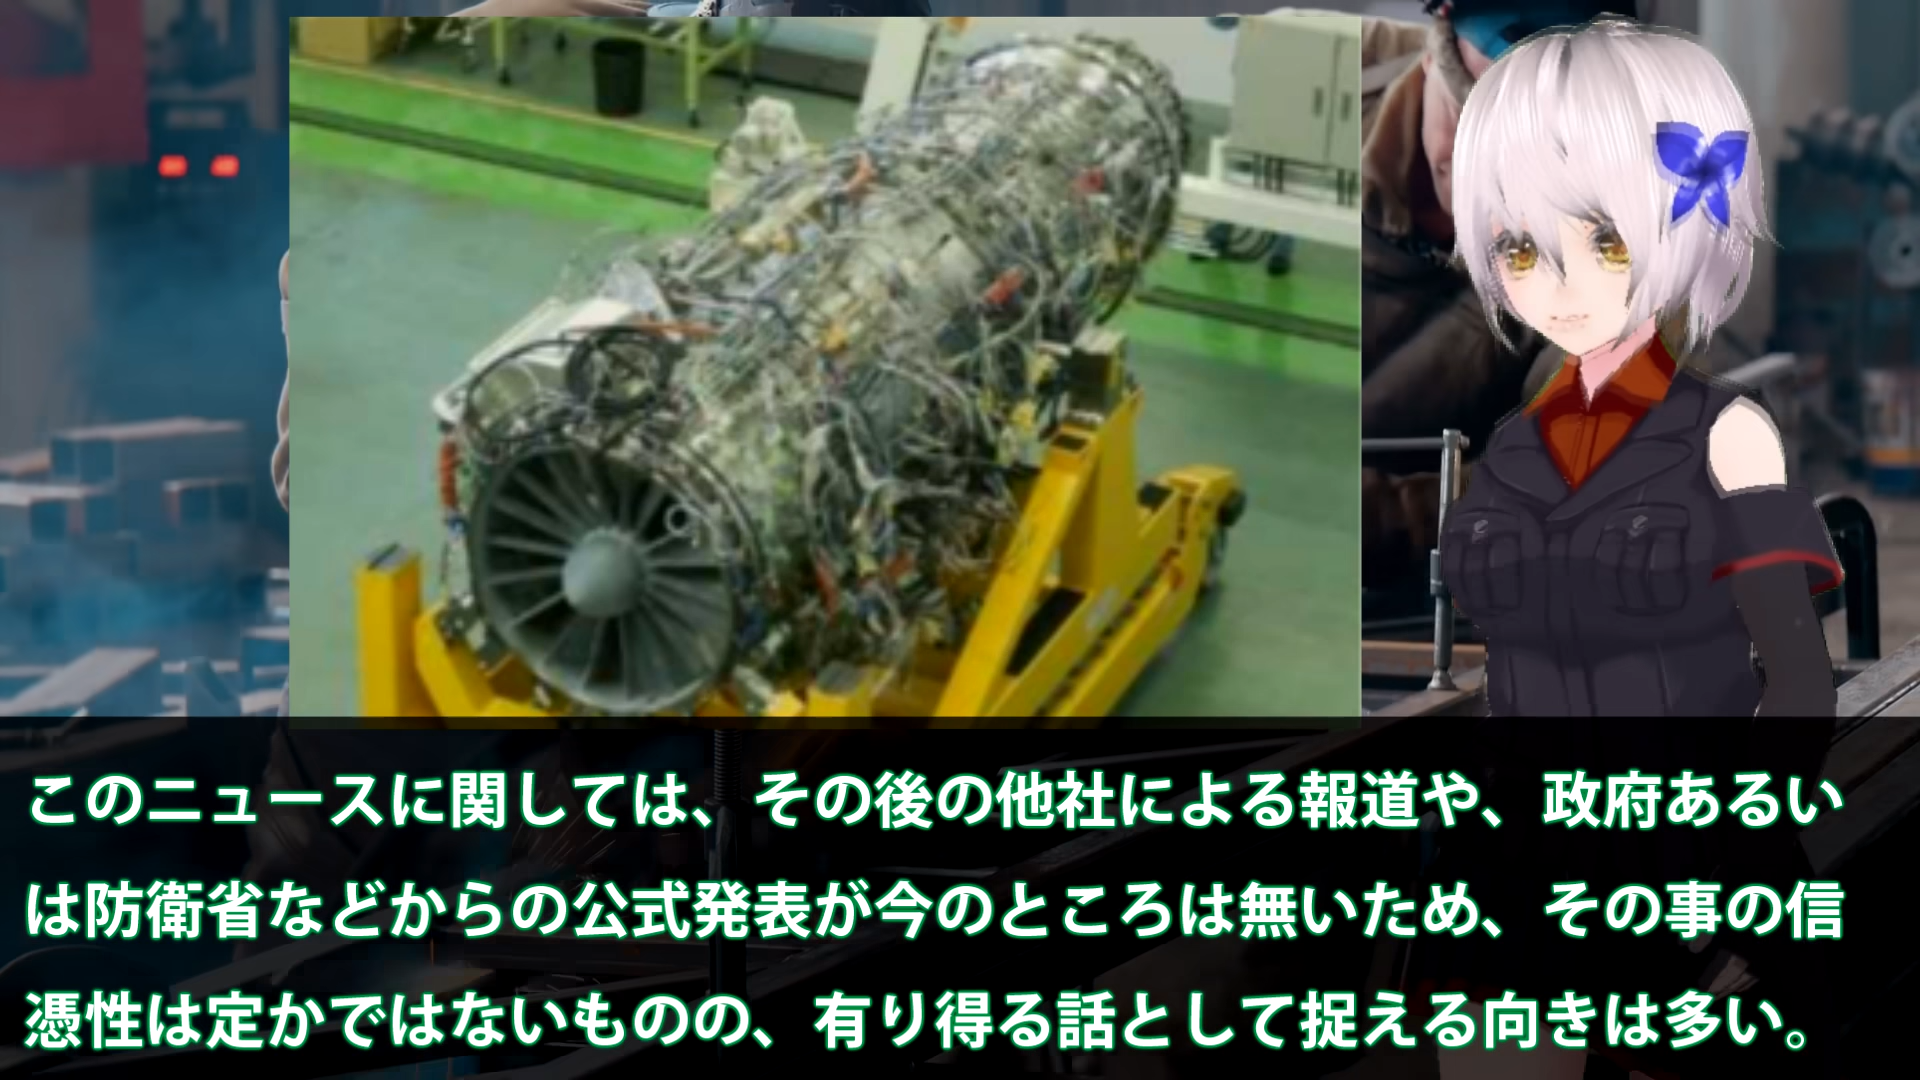 このニュースに関しては、その後の他社による報道や、政府あるい
は防衛省などからの公式発表が今のところは無いため、その事の信
憑性は定かではないものの、有り得る話として捉える向きは多い。